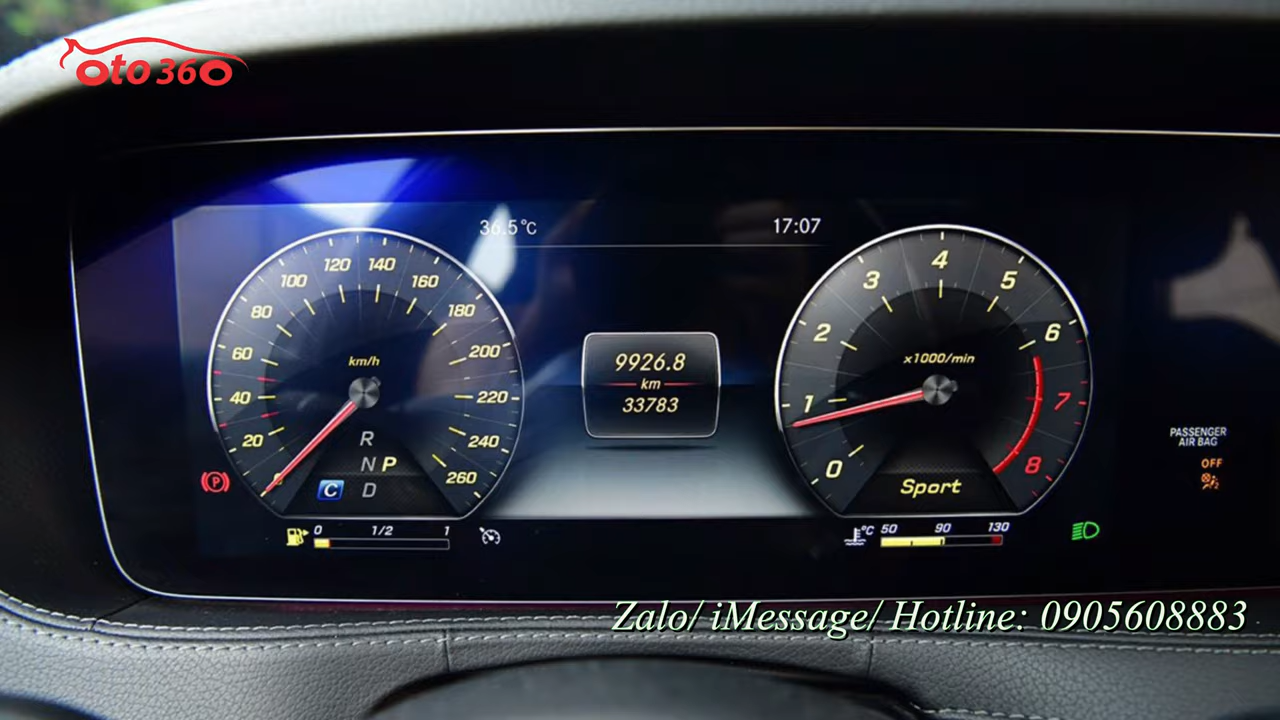 oto 360
36.5°C
17:07
120 140
100 160
80 180
60 200
40 220
20 240
260
km/h
R
N P
C D
0 1/2 1
9926.8
km
33783
4
3 5
2 6
1 7
0 8
x1000/min
Sport
°C 50 90 130
P
PASSENGER
AIR BAG
OFF
Zalo/ iMessage/ Hotline: 0905608883